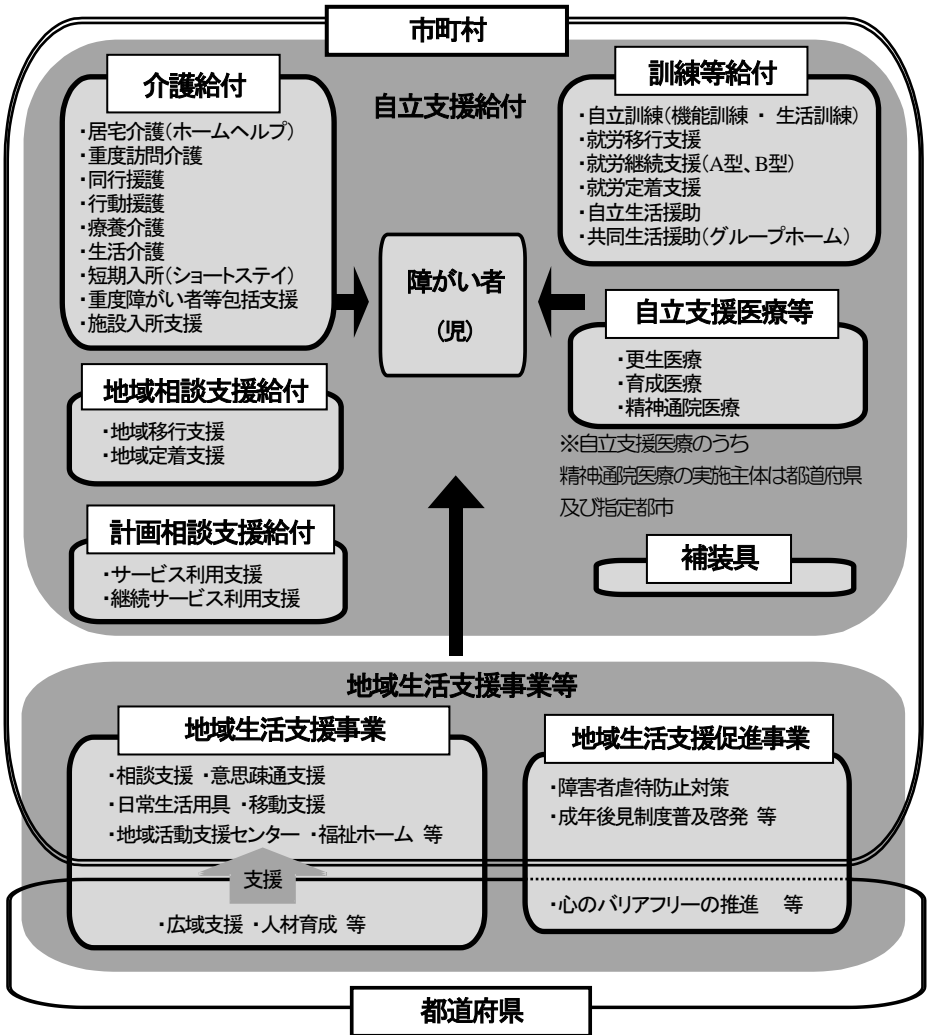 市町村
介護給付
・居宅介護(ホームヘルプ)
・重度訪問介護
・同行援護
・行動援護
・療養介護
・生活介護
・短期入所(ショートステイ)
・重度障がい者等包括支援
・施設入所支援
自立支援給付
訓練等給付
・自立訓練(機能訓練 ・ 生活訓練)
・就労移行支援
・就労継続支援(A型、B型)
・就労定着支援
・自立生活援助
・共同生活援助(グループホーム)
障がい者
(児)
自立支援医療等
・更生医療
・育成医療
・精神通院医療
※自立支援医療のうち
精神通院医療の実施主体は都道府県
及び指定都市
地域相談支援給付
・地域移行支援
・地域定着支援
計画相談支援給付
・サービス利用支援
・継続サービス利用支援
補装具
地域生活支援事業等
地域生活支援事業
・相談支援 ・意思疎通支援
・日常生活用具 ・移動支援
・地域活動支援センター ・福祉ホーム 等
支援
・広域支援 ・人材育成 等
地域生活支援促進事業
・障害者虐待防止対策
・成年後見制度普及啓発 等
・心のバリアフリーの推進 等
都道府県